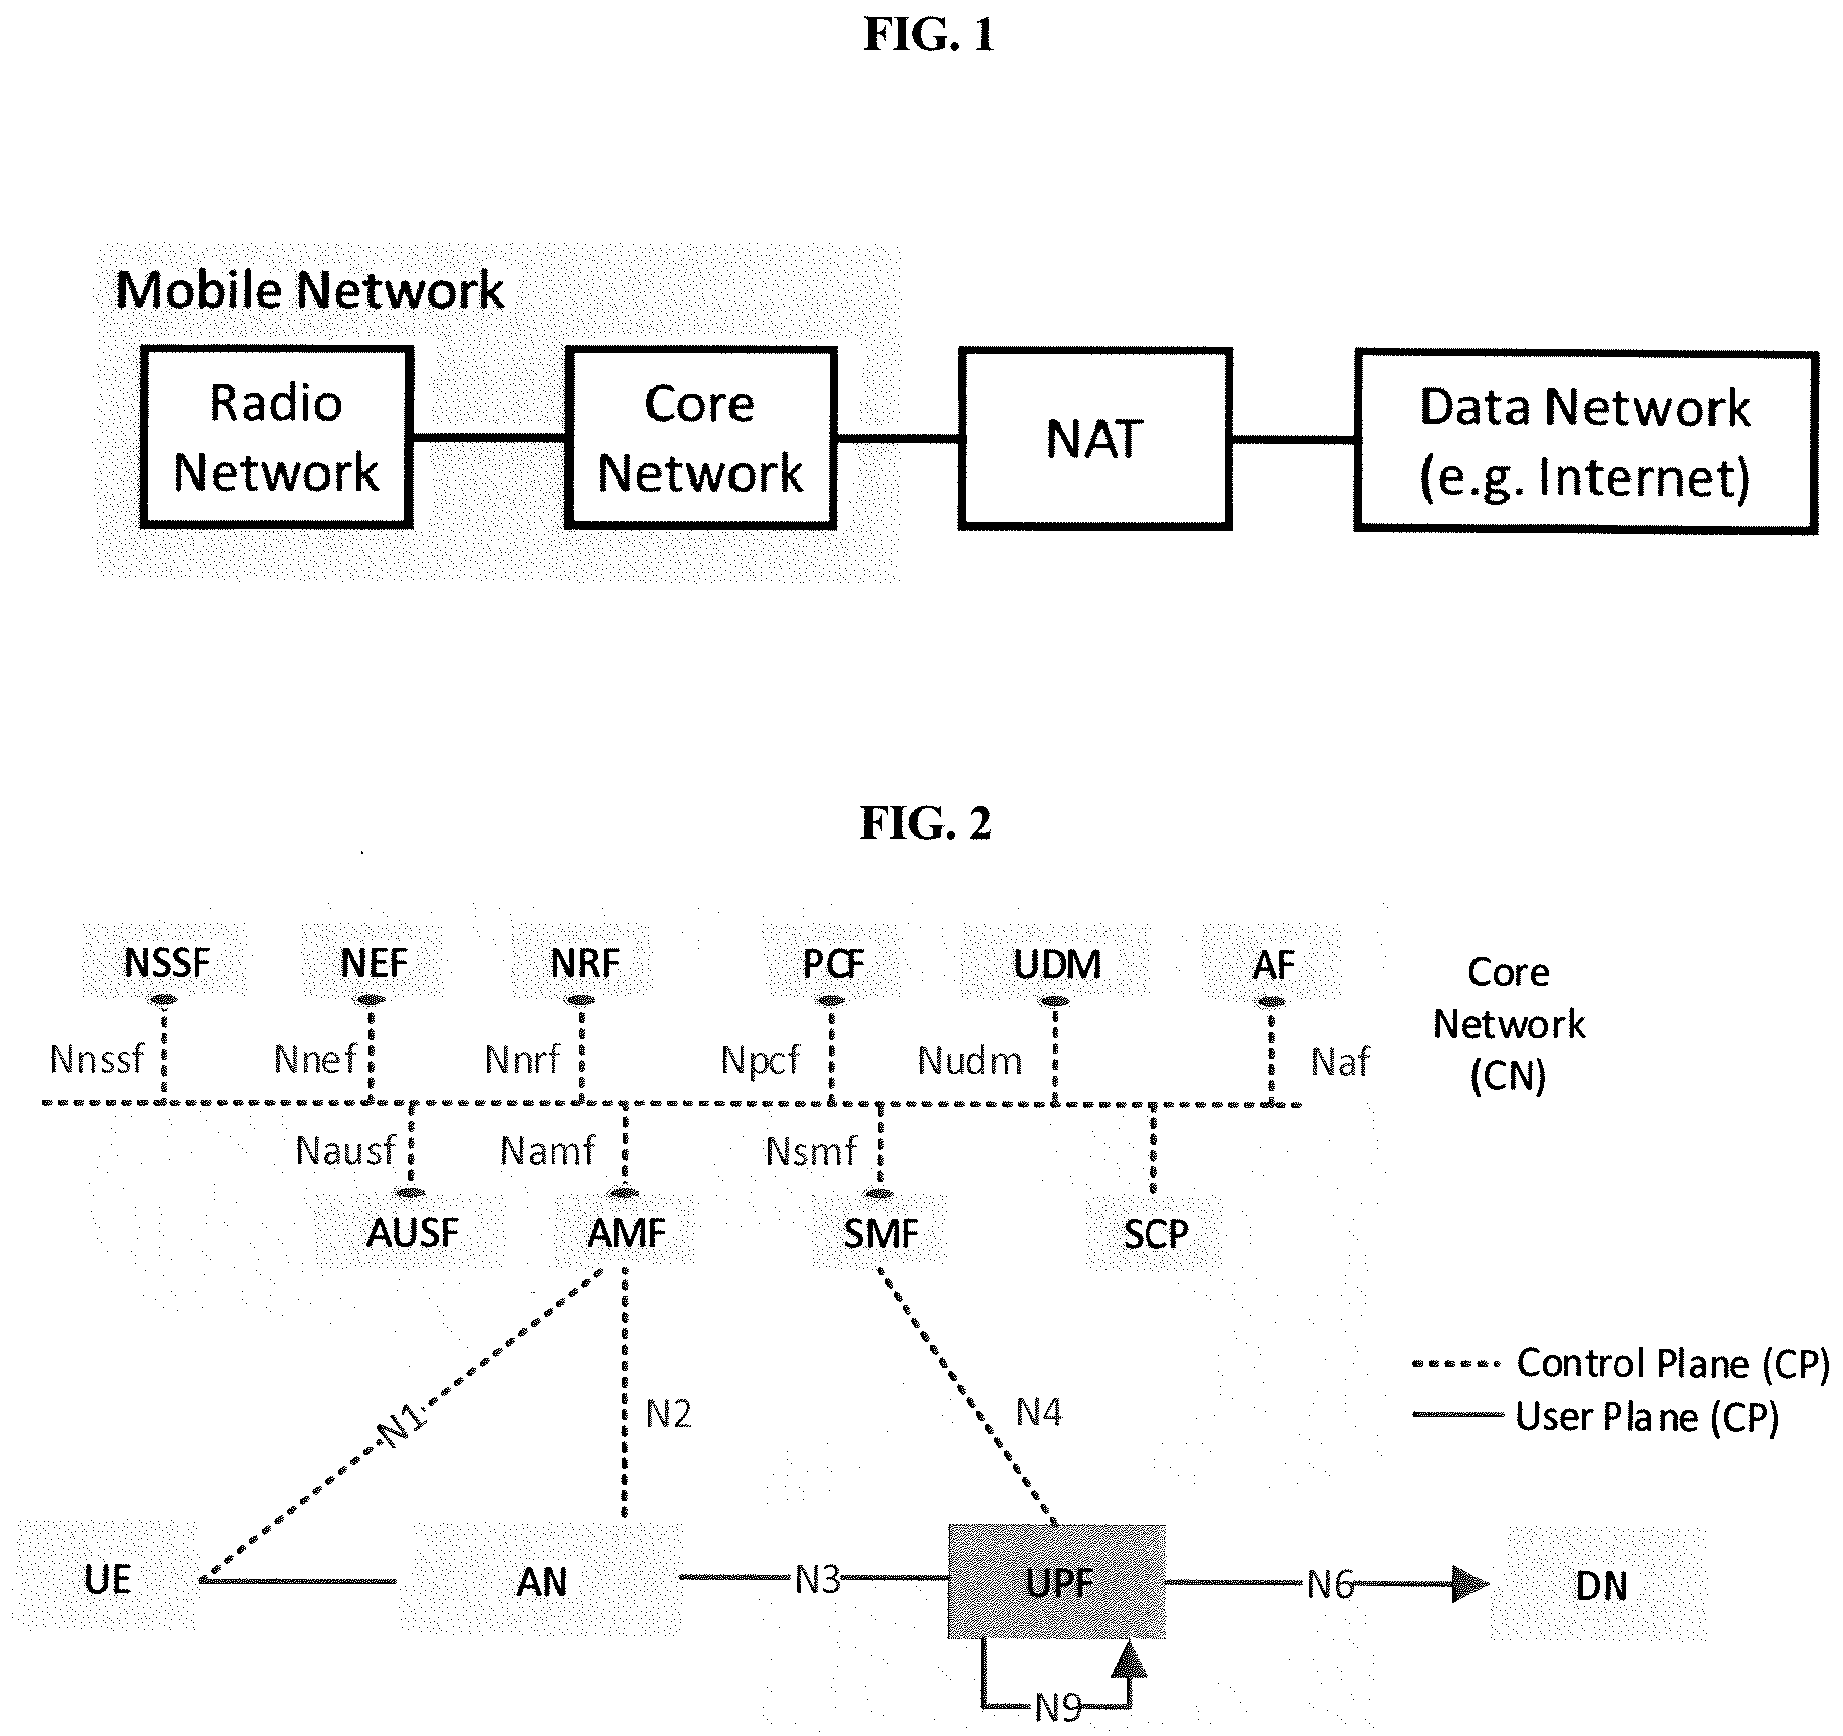 FIG. 1
Mobile Network
Radio
Network
Core
Network
NAT
Data Network
(e.g. Internet)
FIG. 2
NSSF
NEF
NRF
PCF
UDM
AF
Core
Network
(CN)
Nnssf
Nnef
Nnrf
Npcf
Nudm
Naf
Nausf
Namf
Nsmf
AUSF
AMF
SMF
SCP
Control Plane (CP)
User Plane (CP)
N1
N2
N4
UE
AN
N3
UPF
N6
DN
N9